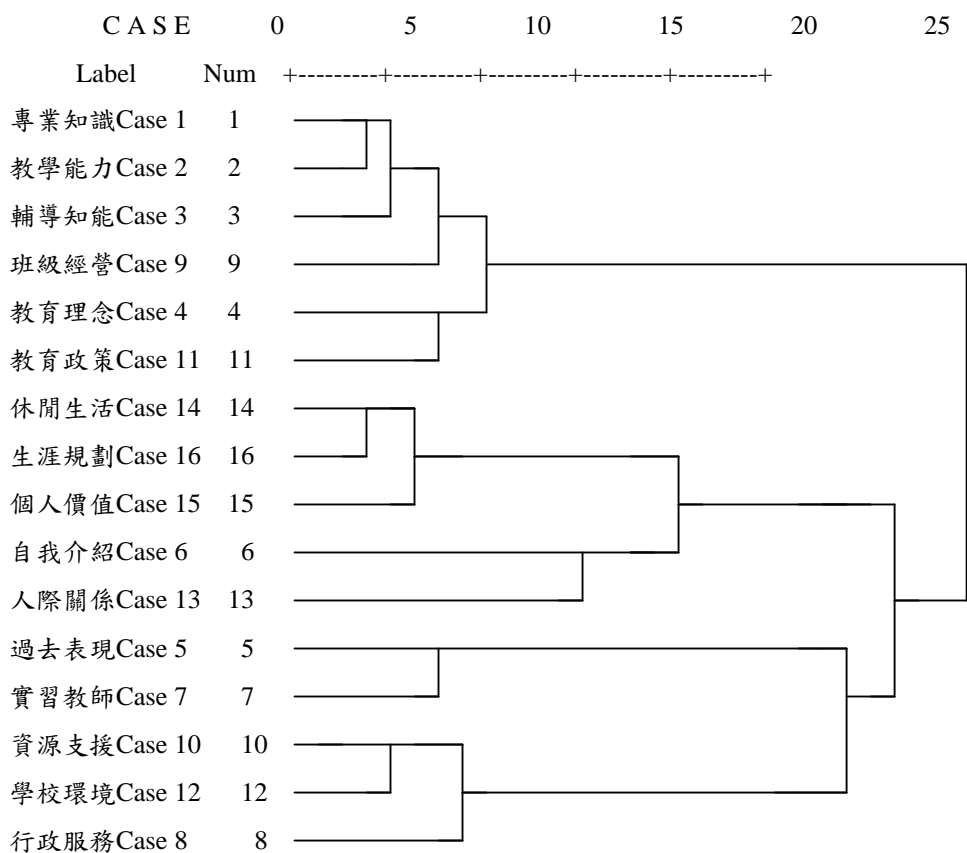 C A S E 0 5 10 15 20 25
Label Num +---------+---------+---------+---------+---------+
專業知識Case 1 1
教學能力Case 2 2
輔導知能Case 3 3
班級經營Case 9 9
教育理念Case 4 4
教育政策Case 11 11
休閒生活Case 14 14
生涯規劃Case 16 16
個人價值Case 15 15
自我介紹Case 6 6
人際關係Case 13 13
過去表現Case 5 5
實習教師Case 7 7
資源支援Case 10 10
學校環境Case 12 12
行政服務Case 8 8